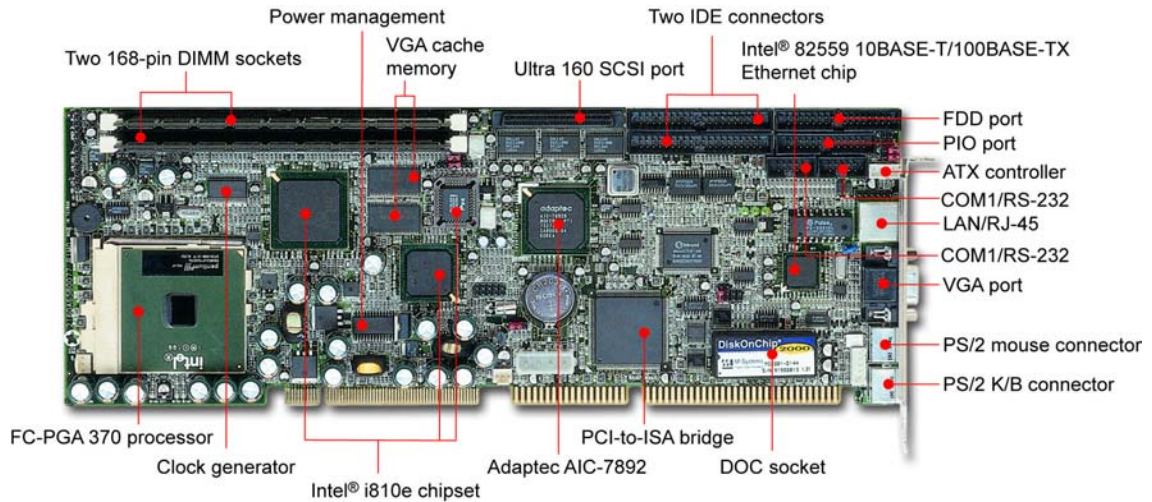 Power management
Two IDE connectors
VGA cache
memory
Intel® 82559 10BASE-T/100BASE-TX
Ethernet chip
Two 168-pin DIMM sockets
Ultra 160 SCSI port
FDD port
PIO port
ATX controller
COM1/RS-232
LAN/RJ-45
COM1/RS-232
VGA port
PS/2 mouse connector
PS/2 K/B connector
adaptec
DiskOnChip®
2000
intel
FC-PGA 370 processor
Clock generator
Intel® i810e chipset
Adaptec AIC-7892
PCI-to-ISA bridge
DOC socket